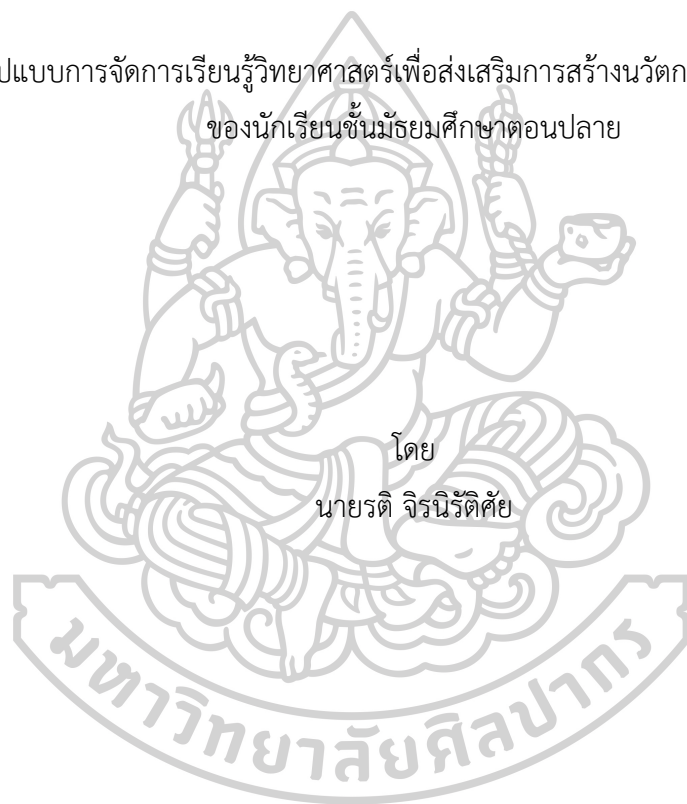 ปแบบการจัดการเรียนรู้วิทยาศาสตร์เพื่อส่งเสริมการสร้างนวัตก
ของนักเรียนชั้นมัธยมศึกษาตอนปลาย
โดย
นายรติ จิรนิรัติศัย
มหาวิทยาลัยศิลปากร